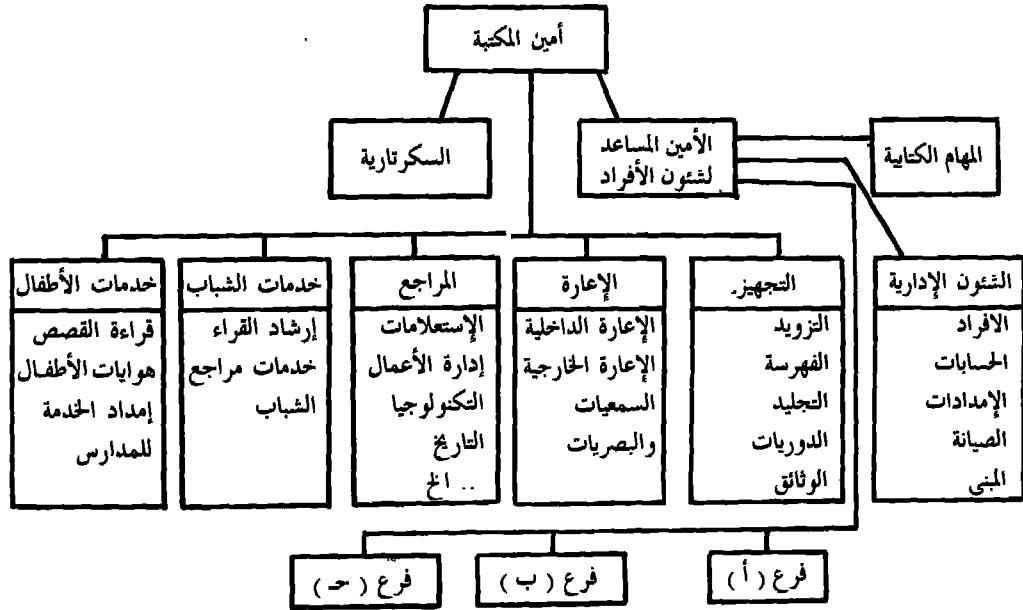 أمين المكتبة
الأمين المساعد
لشئون الأفراد
السكرتارية
المهام الكتابية
الشئون الإدارية
الافراد
الحسابات
الإمدادات
الصيانة
المبنى
التجهيز
التزويد
الفهرسة
التجليد
الدوريات
الوثائق
الإعارة
الإعارة الداخلية
الإعارة الخارجية
السمعيات
والبصريات
المراجع
الإستعلامات
إدارة الأعمال
التكنولوجيا
التاريخ
.. الخ
خدمات الشباب
إرشاد القراء
خدمات مراجع
الشباب
خدمات الأطفال
قراءة القصص
هوايات الأطفال
إمداد الخدمة
للمدارس
فرع ( أ )
فرع ( ب )
فرع ( حـ )